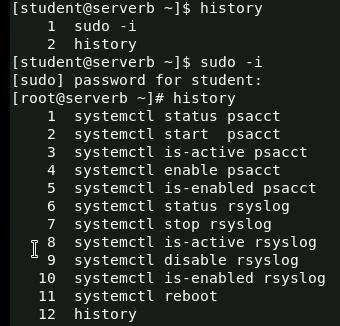 [student@serverb ~]$ history
    1  sudo -i
    2  history
[student@serverb ~]$ sudo -i
[sudo] password for student:
[root@serverb ~]# history
    1  systemctl status psacct
    2  systemctl start  psacct
    3  systemctl is-active psacct
    4  systemctl enable psacct
    5  systemctl is-enabled psacct
    6  systemctl status rsyslog
    7  systemctl stop rsyslog
    8  systemctl is-active rsyslog
    9  systemctl disable rsyslog
   10  systemctl is-enabled rsyslog
   11  systemctl reboot
   12  history